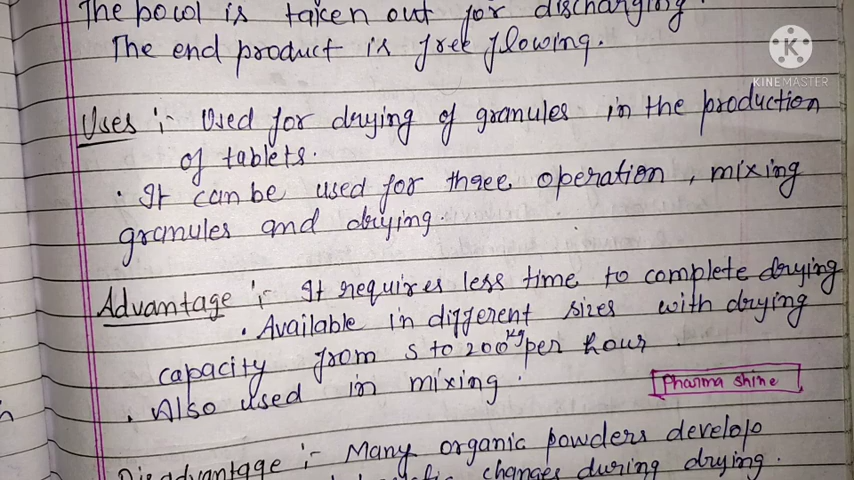 The bowl is taken out for discharging.
The end product is free flowing.
KINEMASTER
Uses :- Used for drying of granules in the production
of tablets.
· It can be used for three operation, mixing
granules and drying.
Advantage :- It requires less time to complete drying
· Available in different sizes with drying
capacity from 5 to 200 kg per hour
· Also used in mixing.
Pharma shine
Disadvantage :- Many organic powders develop
changes during drying.